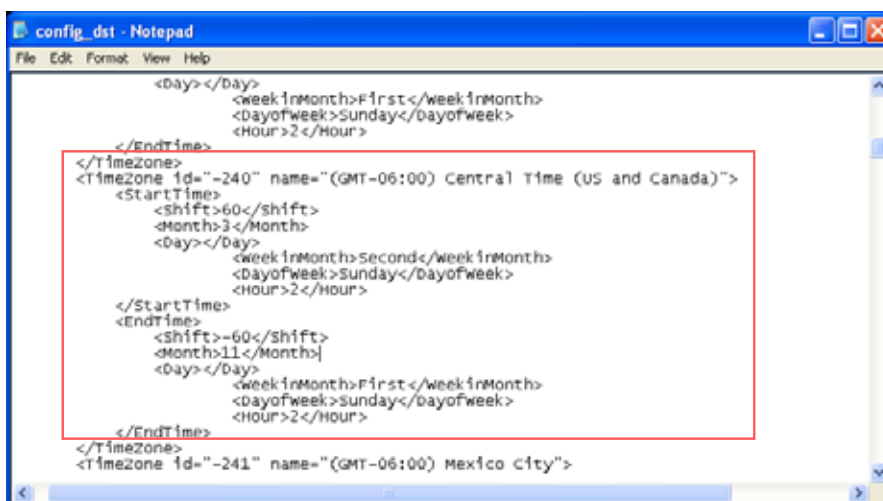 config_dst - Notepad
File Edit Format View Help
<Day></Day>
<WeekinMonth>First</WeekinMonth>
<DayofWeek>Sunday</DayofWeek>
<Hour>2</Hour>
</EndTime>
</TimeZone>
<TimeZone id="-240" name="(GMT-06:00) Central Time (US and Canada)">
<StartTime>
<Shift>60</Shift>
<Month>3</Month>
<Day></Day>
<WeekinMonth>Second</WeekinMonth>
<DayofWeek>Sunday</DayofWeek>
<Hour>2</Hour>
</StartTime>
<EndTime>
<Shift>-60</Shift>
<Month>11</Month>
<Day></Day>
<WeekinMonth>First</WeekinMonth>
<DayofWeek>Sunday</DayofWeek>
<Hour>2</Hour>
</EndTime>
</TimeZone>
<TimeZone id="-241" name="(GMT-06:00) Mexico City">